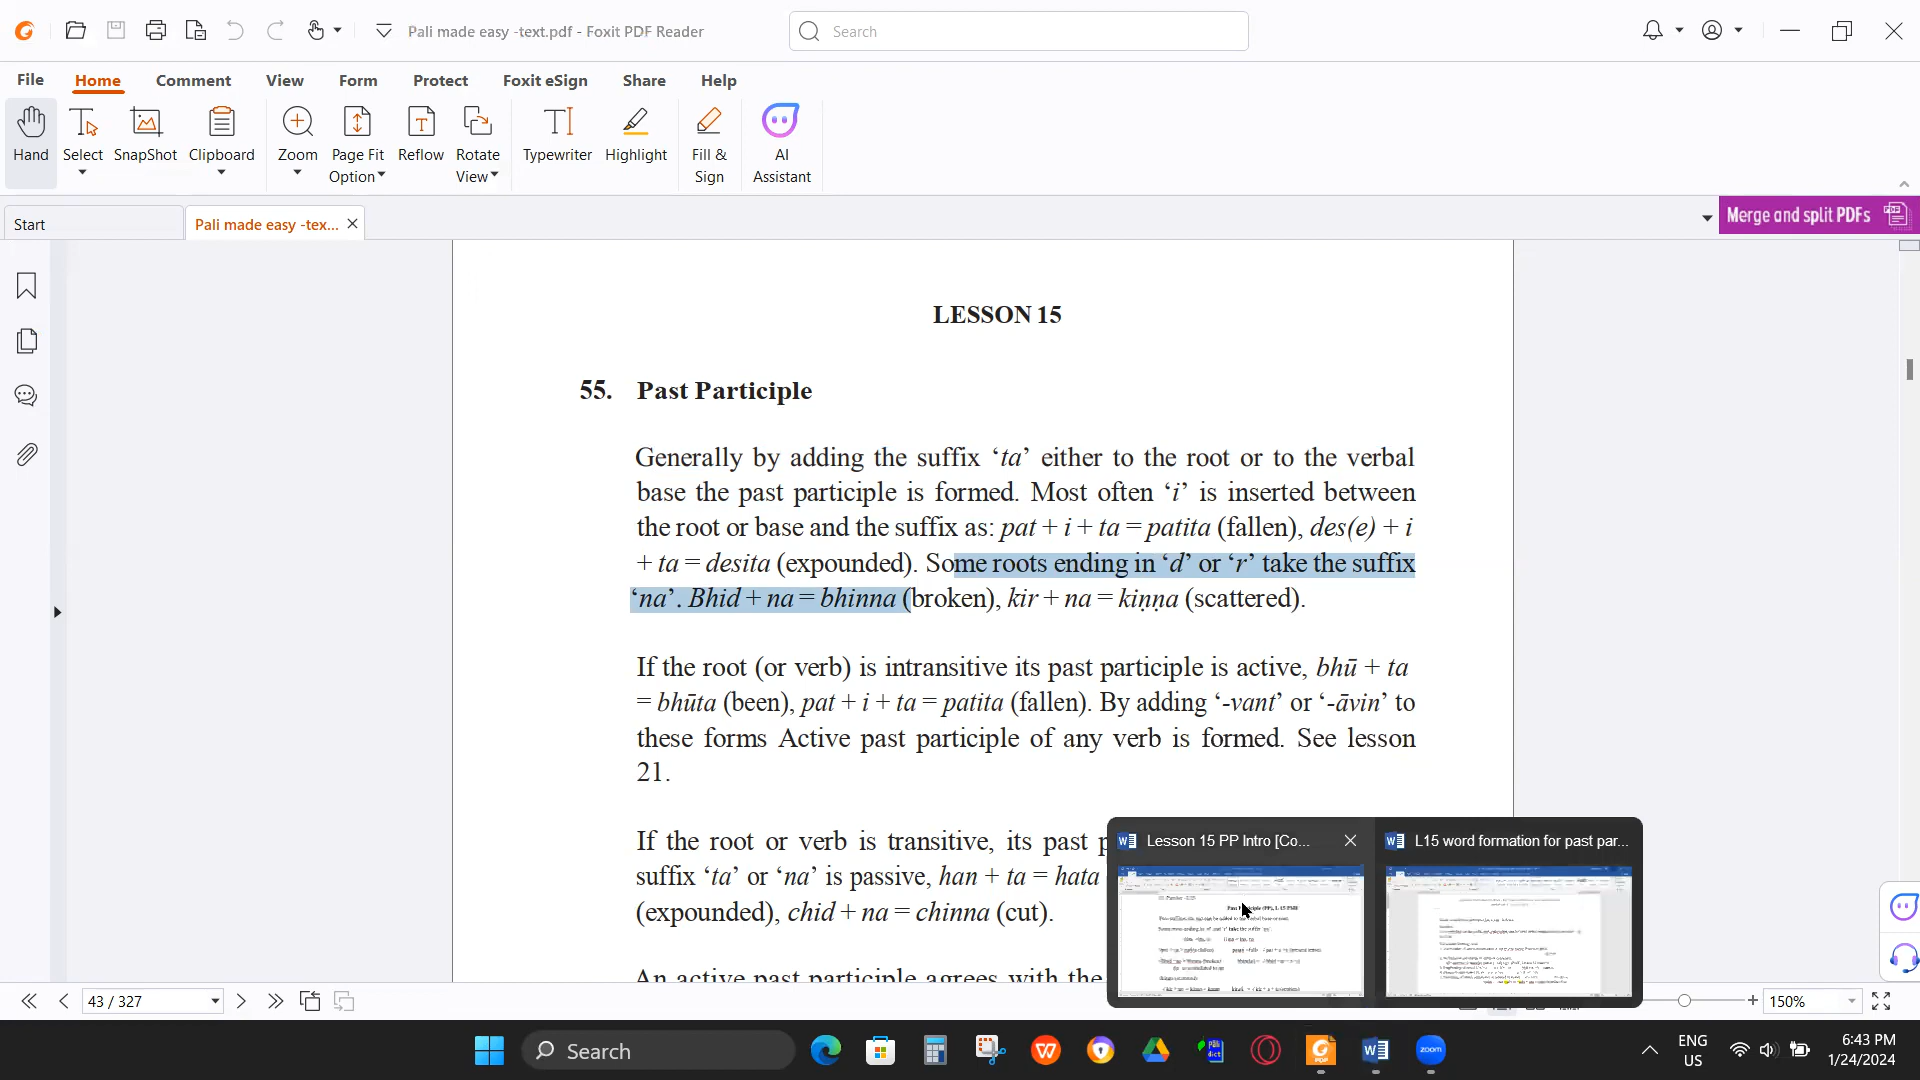 Pali made easy -text.pdf - Foxit PDF Reader
Search
File Home Comment View Form Protect Foxit eSign Share Help
Hand Select SnapShot Clipboard Zoom Page Fit Option Reflow Rotate View Typewriter Highlight Fill & Sign AI Assistant
Start
Pali made easy -tex...
Merge and split PDFs
LESSON 15
55. Past Participle
Generally by adding the suffix ‘ta’ either to the root or to the verbal
base the past participle is formed. Most often ‘i’ is inserted between
the root or base and the suffix as: pat + i + ta = patita (fallen), des(e) + i
+ ta = desita (expounded). Some roots ending in ‘d’ or ‘r’ take the suffix
‘na’. Bhid + na = bhinna (broken), kir + na = kiṇṇa (scattered).
If the root (or verb) is intransitive its past participle is active, bhū + ta
= bhūta (been), pat + i + ta = patita (fallen). By adding ‘-vant’ or ‘-āvin’ to
these forms Active past participle of any verb is formed. See lesson
21.
If the root or verb is transitive, its past p
suffix ‘ta’ or ‘na’ is passive, han + ta = hata
(expounded), chid + na = chinna (cut).
An active past participle agrees with the
Lesson 15 PP Intro [Co...
L15 word formation for past par...
43 / 327
150%
Search
ENG
US
6:43 PM
1/24/2024